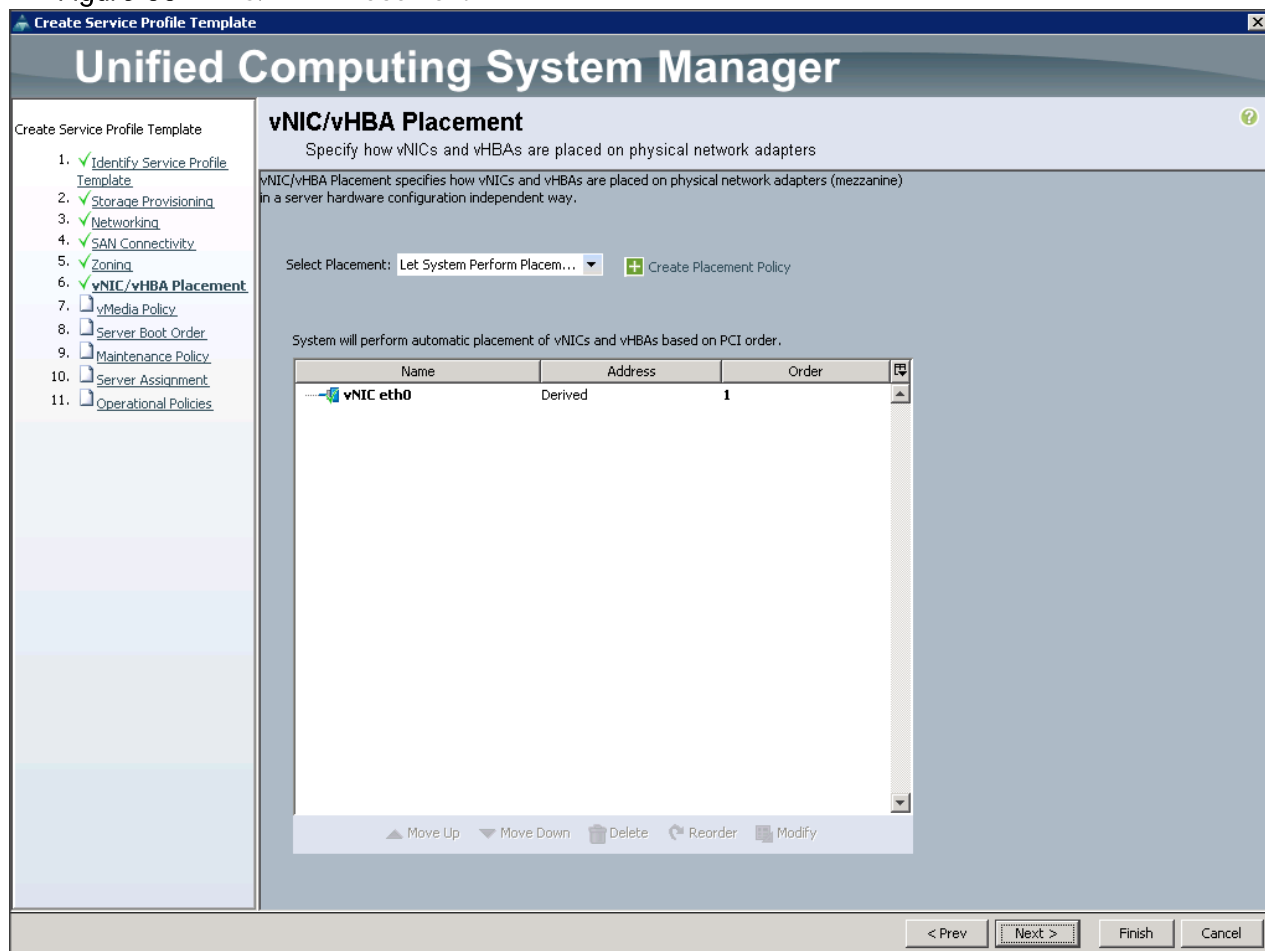 Create Service Profile Template
Unified Computing System Manager
Create Service Profile Template
1. Identify Service Profile
Template
2. Storage Provisioning
3. Networking
4. SAN Connectivity
5. Zoning
6. vNIC/vHBA Placement
7. vMedia Policy
8. Server Boot Order
9. Maintenance Policy
10. Server Assignment
11. Operational Policies
vNIC/vHBA Placement
Specify how vNICs and vHBAs are placed on physical network adapters
vNIC/vHBA Placement specifies how vNICs and vHBAs are placed on physical network adapters (mezzanine)
in a server hardware configuration independent way.
Select Placement: Let System Perform Placem... Create Placement Policy
System will perform automatic placement of vNICs and vHBAs based on PCI order.
Name Address Order
vNIC eth0 Derived 1
Move Up Move Down Delete Reorder Modify
< Prev Next > Finish Cancel